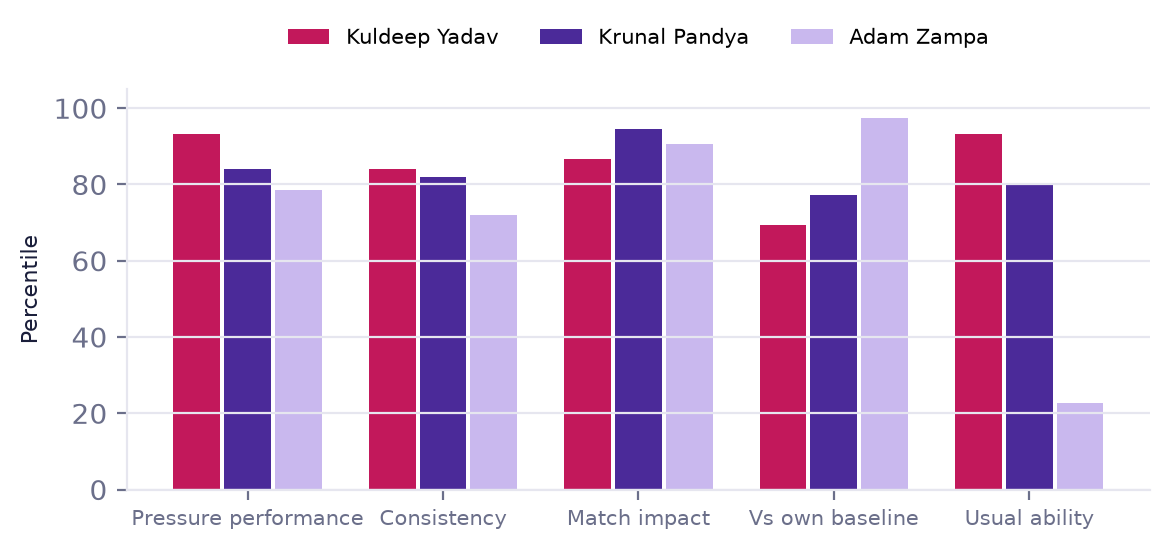 Kuldeep Yadav Krunal Pandya Adam Zampa
100
80
60
40
20
0
Percentile
Pressure performance Consistency Match impact Vs own baseline Usual ability